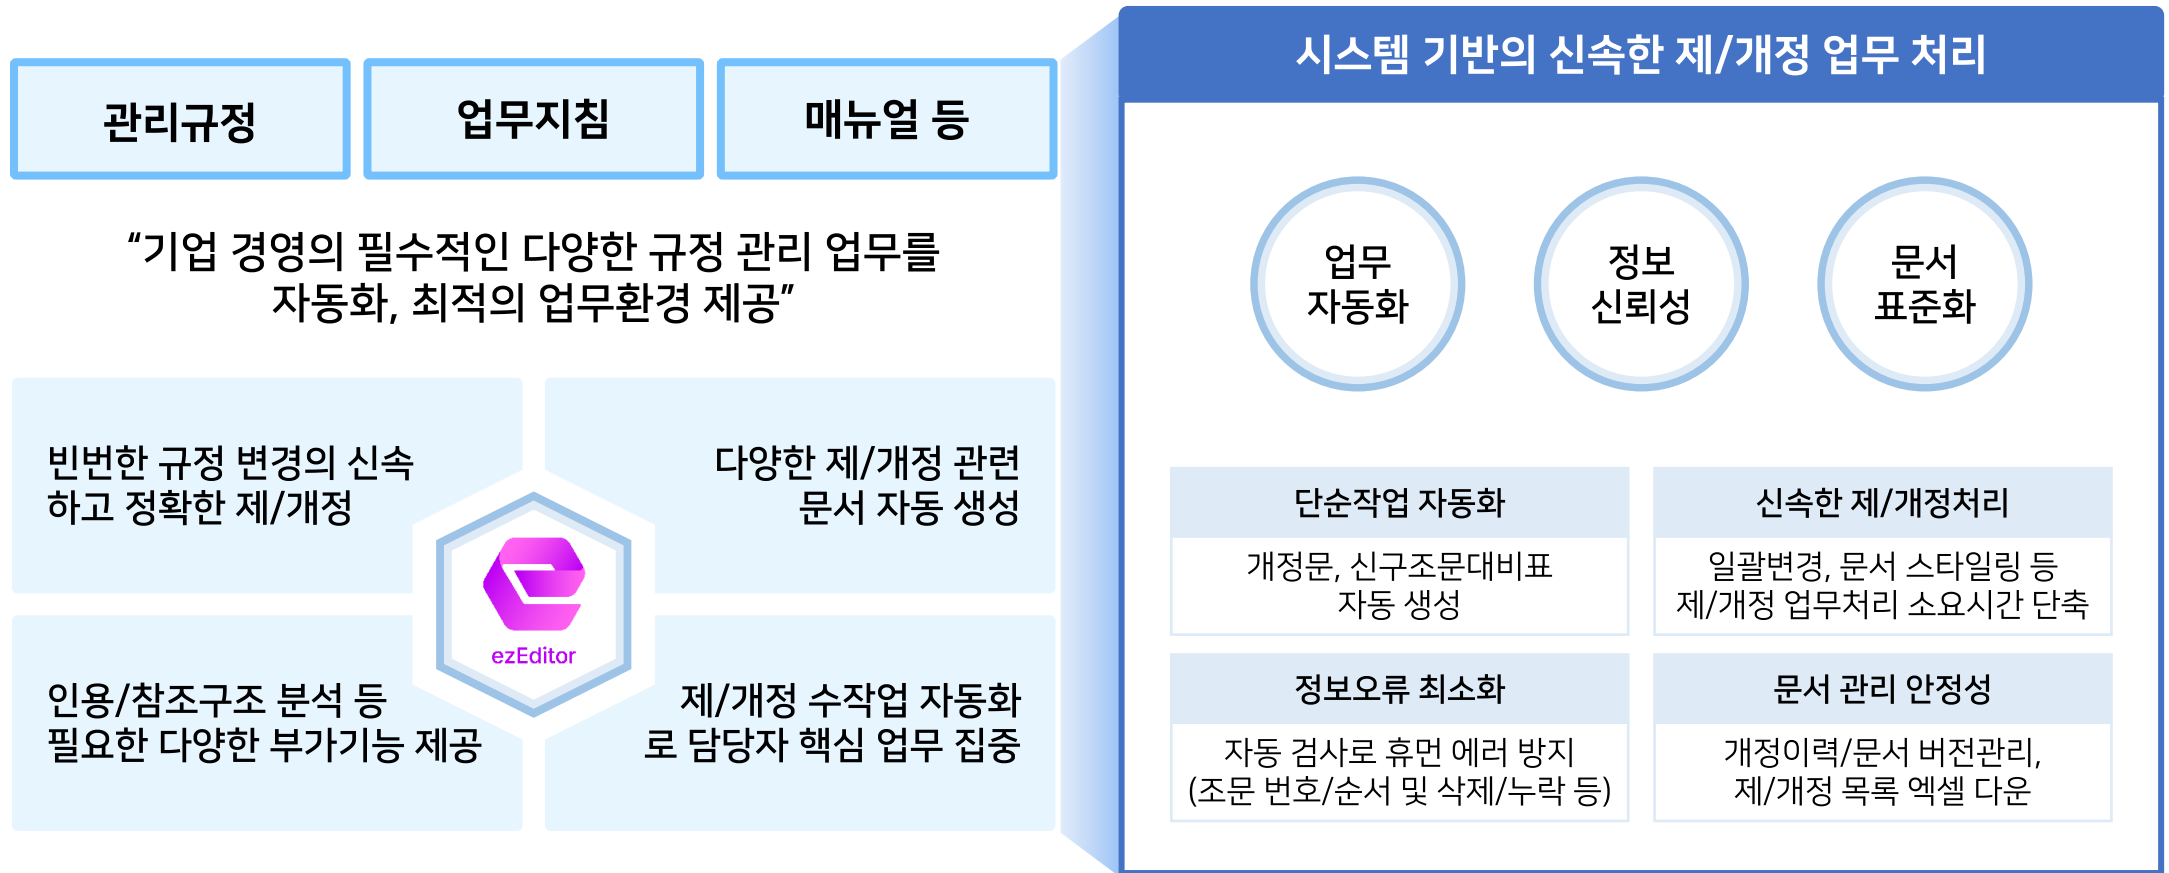 관리규정
업무지침
매뉴얼 등
“기업 경영의 필수적인 다양한 규정 관리 업무를
자동화, 최적의 업무환경 제공”
빈번한 규정 변경의 신속
하고 정확한 제/개정
다양한 제/개정 관련
문서 자동 생성
ezEditor
인용/참조구조 분석 등
필요한 다양한 부가기능 제공
제/개정 수작업 자동화
로 담당자 핵심 업무 집중
시스템 기반의 신속한 제/개정 업무 처리
업무
자동화
정보
신뢰성
문서
표준화
단순작업 자동화
개정문, 신구조문대비표
자동 생성
신속한 제/개정처리
일괄변경, 문서 스타일링 등
제/개정 업무처리 소요시간 단축
정보오류 최소화
자동 검사로 휴먼 에러 방지
(조문 번호/순서 및 삭제/누락 등)
문서 관리 안정성
개정이력/문서 버전관리,
제/개정 목록 엑셀 다운